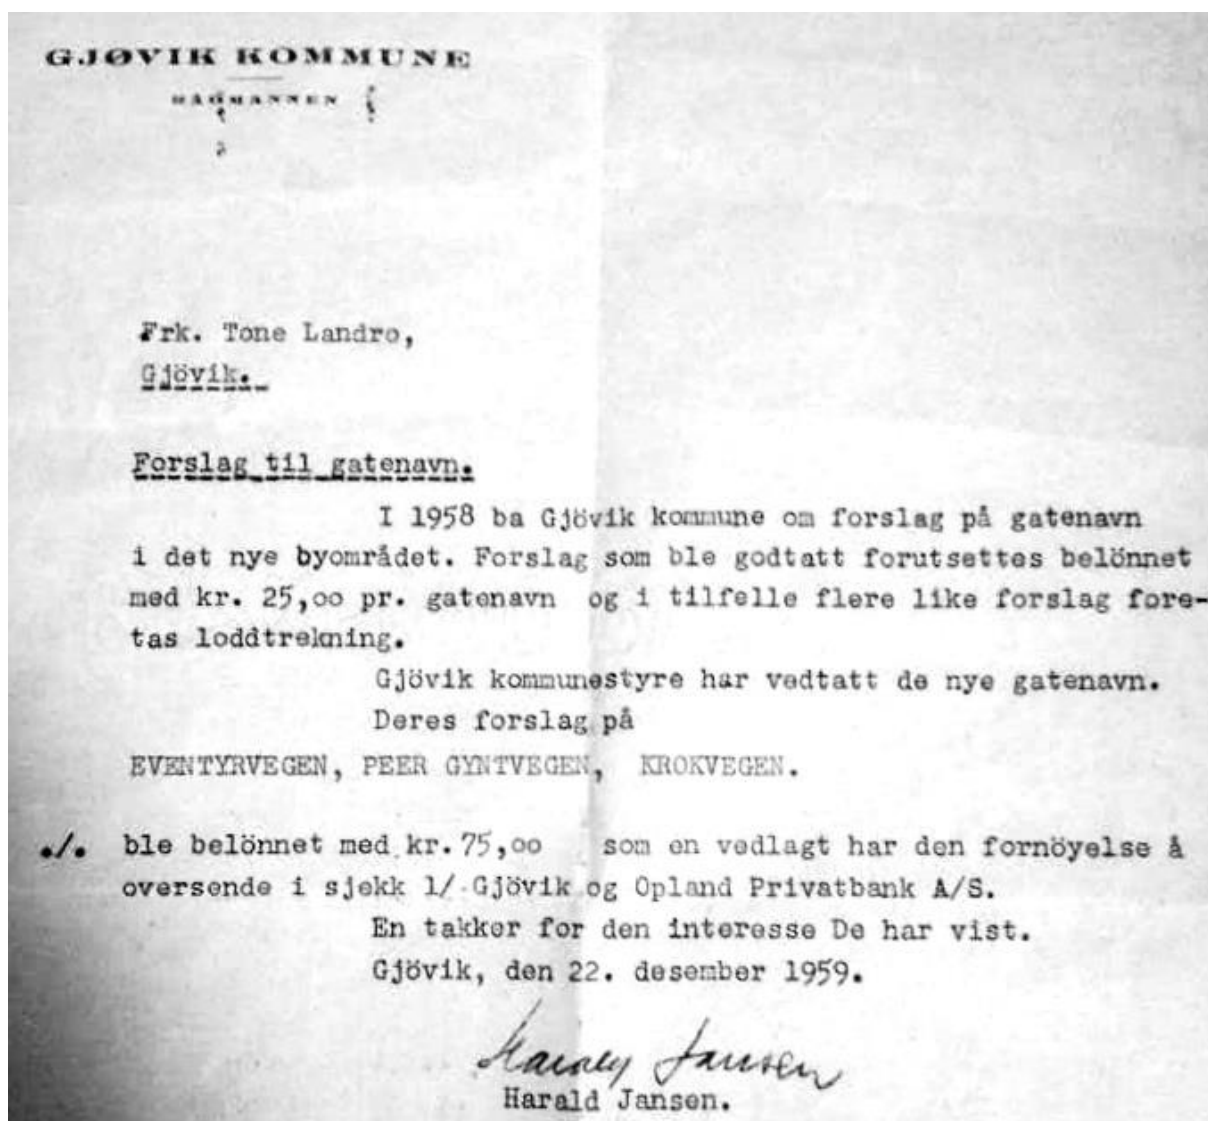 GJØVIK KOMMUNE
RÅDMANNEN
Frk. Tone Landro,
Gjövik.
Forslag til gatenavn.
I 1958 ba Gjövik kommune om forslag på gatenavn
i det nye byområdet. Forslag som ble godtatt forutsettes belönnet
med kr. 25,oo pr. gatenavn og i tilfelle flere like forslag fore-
tas loddtrekning.
Gjövik kommunestyre har vedtatt de nye gatenavn.
Deres forslag på
EVENTYRVEGEN, PEER GYNTVEGEN, KROKVEGEN.
./. ble belönnet med kr. 75,oo som en vedlagt har den fornöyelse å
oversende i sjekk l/ Gjövik og Opland Privatbank A/S.
En takker for den interesse De har vist.
Gjövik, den 22. desember 1959.
Harald Jansen
Harald Jansen.